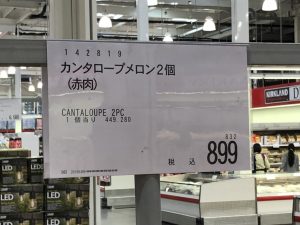 142819
カンタロープメロン2個
(赤肉)
CANTALOUPE 2PC
1個当り 449.280
832
税込 899
KIRKLAND
LED
LED